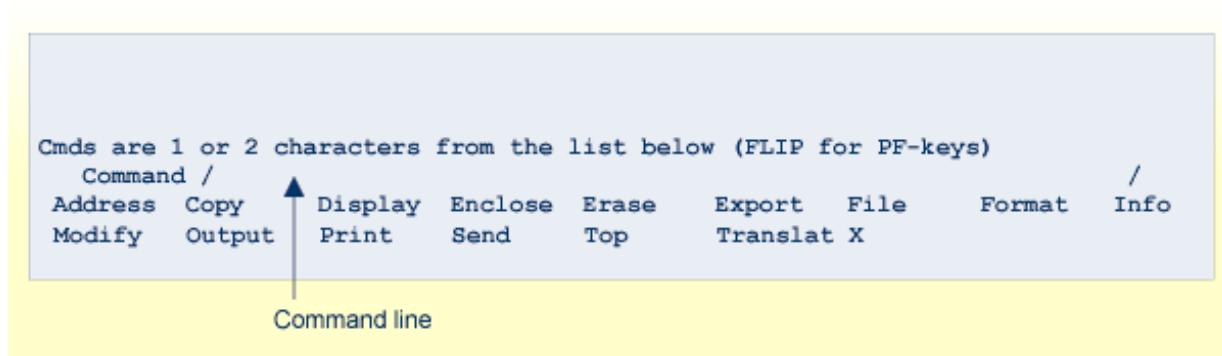 Cmds are 1 or 2 characters from the list below (FLIP for PF-keys)
Command / /
Address Copy Display Enclose Erase Export File Format Info
Modify Output Print Send Top Translat X
Command line